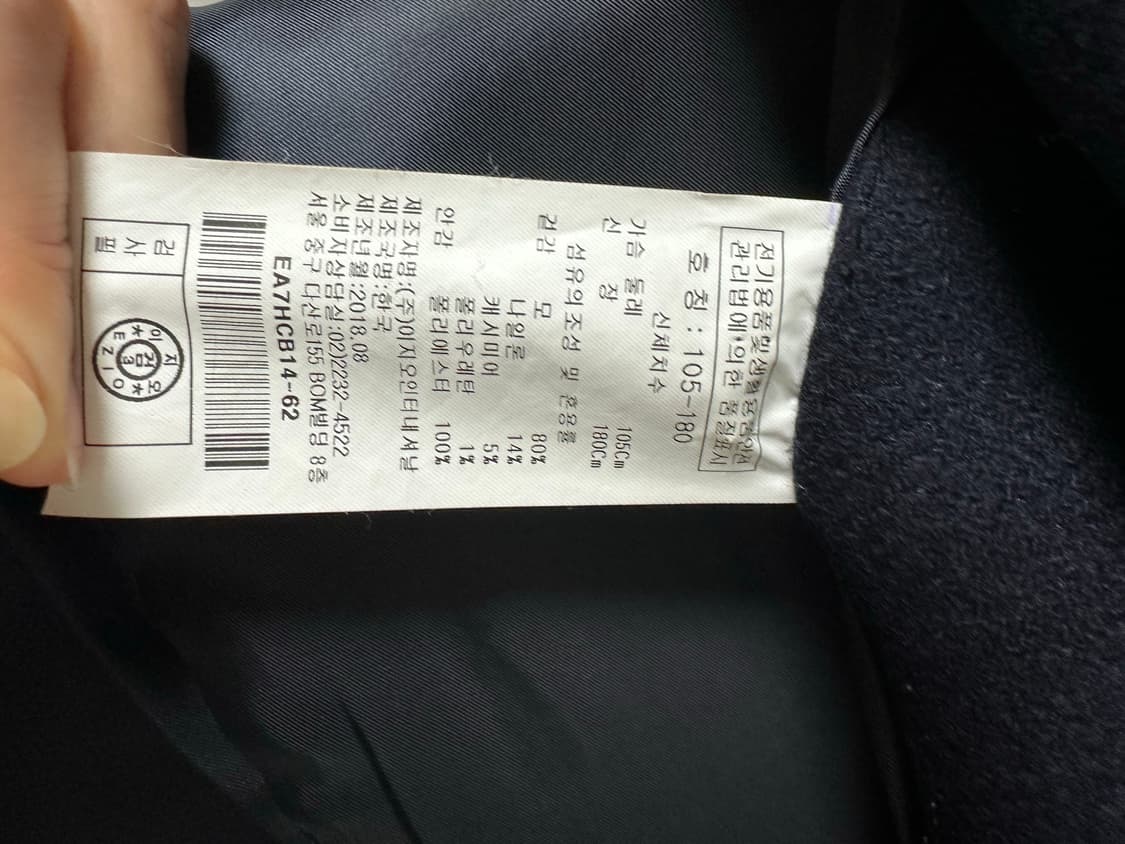 전기용품및생활용품안전
관리법에의한 품질표시
호 칭 : 105-180
신체치수
가슴 둘레 105Cm
신 장 180Cm
섬유의조성 및 혼용률
겉감 모 80%
나일론 14%
캐시미어 5%
폴리우레탄 1%
안감 폴리에스터 100%
제조자명:(주)이지오인터내셔날
제조국명:한국
제조년월:2018.08
소비자상담실:02)2232-4522
서울 중구 다산로155 BOM빌딩 8층
EA7HCB14-62
검사필
이지오
검3
EZIO